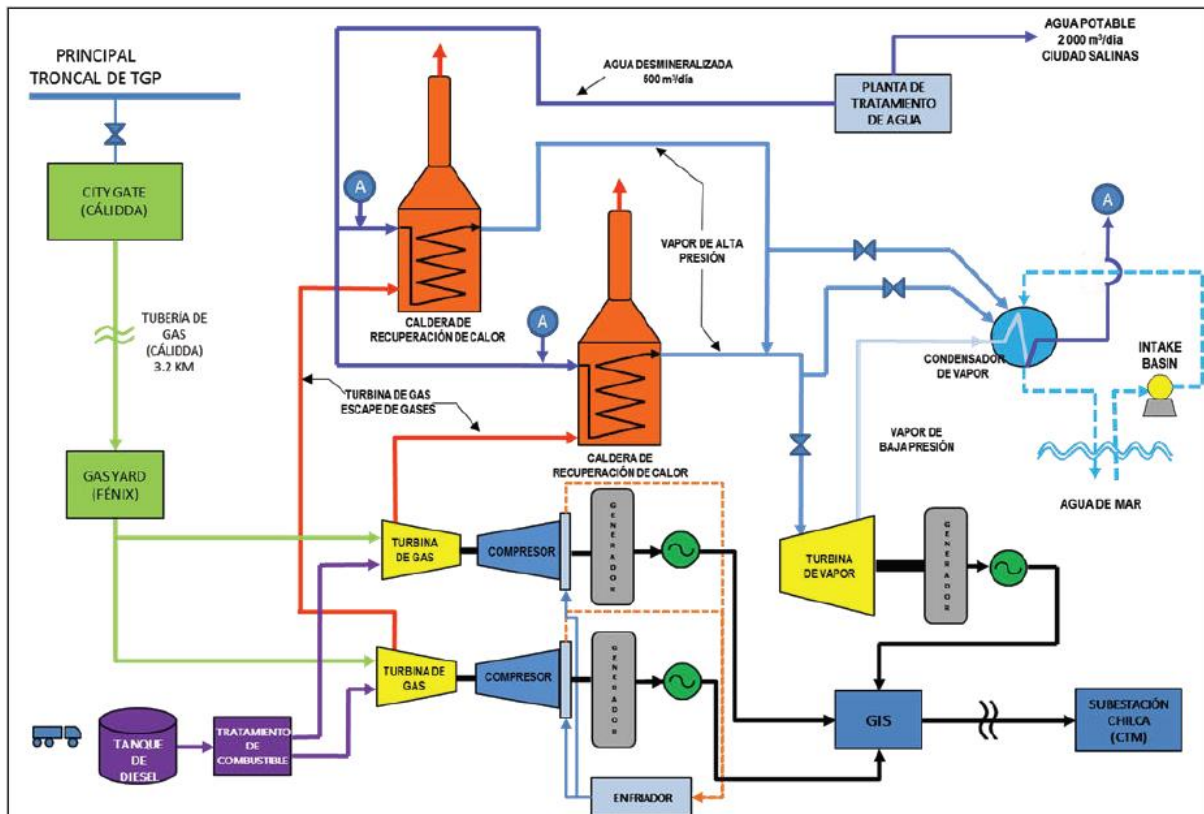 PRINCIPAL
TRONCAL DE TGP
CITY GATE
(CÁLIDDA)
TUBERÍA DE
GAS
(CÁLIDDA)
3.2 KM
GAS YARD
(FÉNIX)
AGUA DESMINERALIZADA
500 m³/día
AGUA POTABLE
2 000 m³/día
CIUDAD SALINAS
PLANTA DE
TRATAMIENTO
DE AGUA
A
CALDERA DE
RECUPERACIÓN DE CALOR
A
CALDERA DE
RECUPERACIÓN DE CALOR
VAPOR DE ALTA
PRESIÓN
A
CONDENSADOR
DE VAPOR
INTAKE
BASIN
AGUA DE MAR
VAPOR DE
BAJA PRESIÓN
TURBINA DE GAS
ESCAPE DE GASES
TURBINA
DE GAS
COMPRESOR
GENERADOR
TURBINA
DE VAPOR
GENERADOR
TURBINA DE
GAS
COMPRESOR
GENERADOR
TANQUE
DE
DIESEL
TRATAMIENTO
DE
COMBUSTIBLE
ENFRIADOR
GIS
SUBESTACIÓN
CHILCA
(CTM)